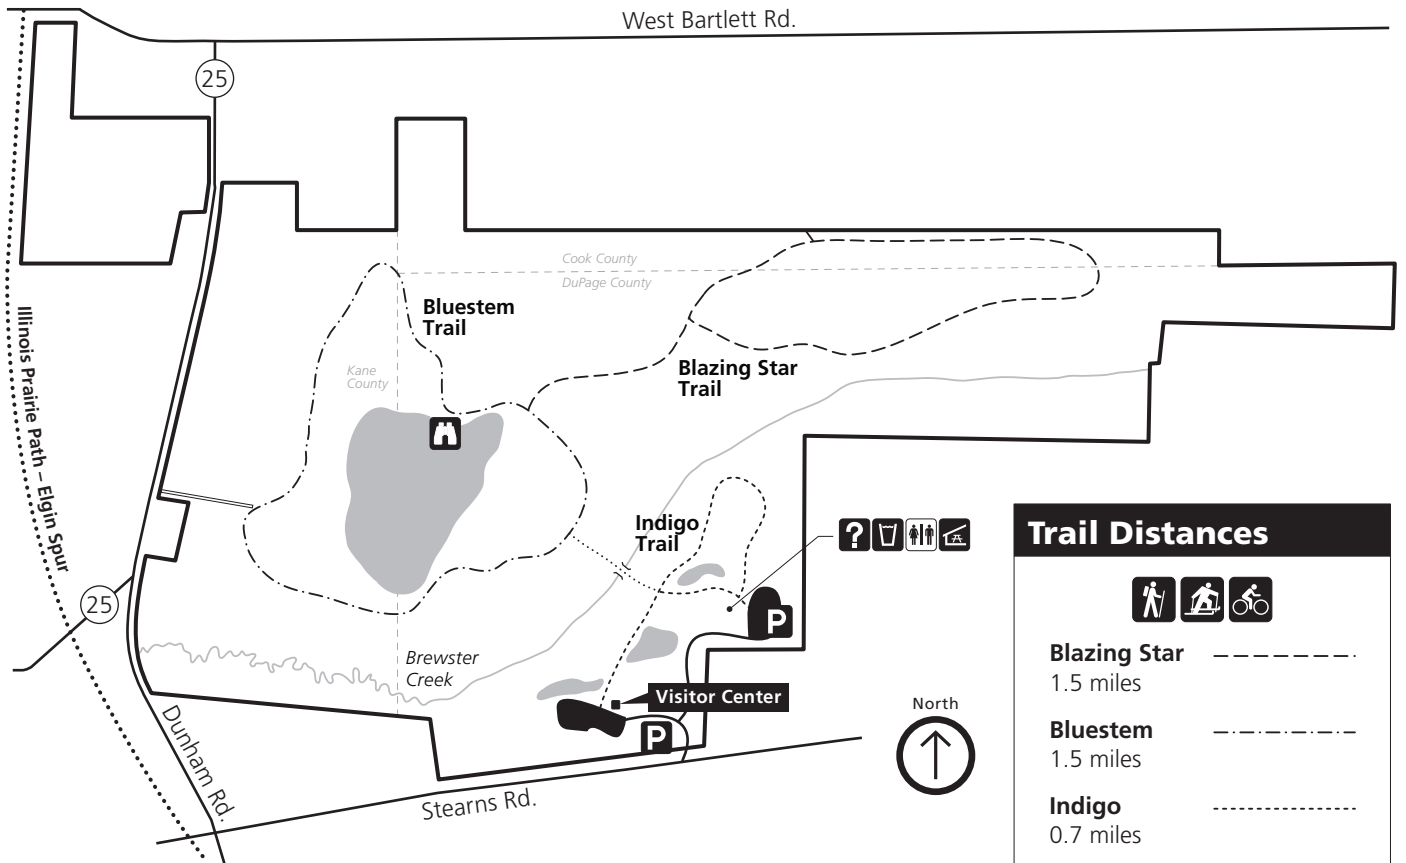 West Bartlett Rd.
25
Cook County
DuPage County
Bluestem
Trail
Illinois Prairie Path – Elgin Spur
Kane
County
Blazing Star
Trail
Indigo
Trail
?
25
P
Brewster
Creek
Visitor Center
P
Dunham Rd.
Stearns Rd.
North
Trail Distances
Blazing Star
1.5 miles
Bluestem
1.5 miles
Indigo
0.7 miles